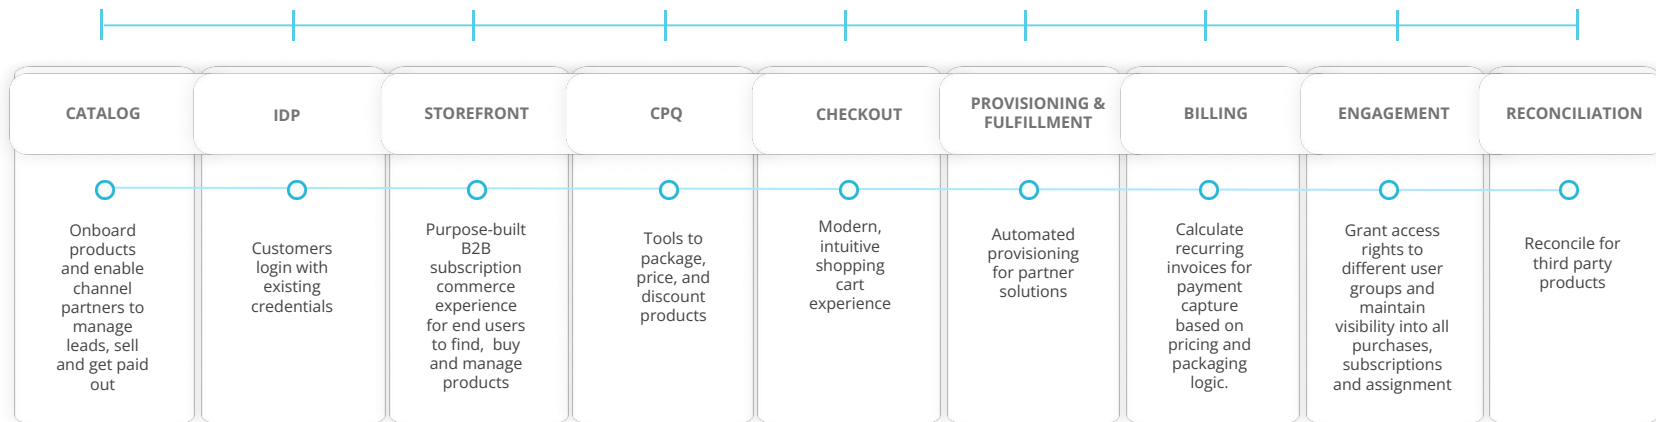 CATALOG
Onboard
products
and enable
channel
partners to
manage
leads, sell
and get paid
out
IDP
Customers
login with
existing
credentials
STOREFRONT
Purpose-built
B2B
subscription
commerce
experience
for end users
to find, buy
and manage
products
CPQ
Tools to
package,
price, and
discount
products
CHECKOUT
Modern,
intuitive
shopping
cart
experience
PROVISIONING &
FULFILLMENT
Automated
provisioning
for partner
solutions
BILLING
Calculate
recurring
invoices for
payment
capture
based on
pricing and
packaging
logic.
ENGAGEMENT
Grant access
rights to
different user
groups and
maintain
visibility into all
purchases,
subscriptions
and assignment
RECONCILIATION
Reconcile for
third party
products